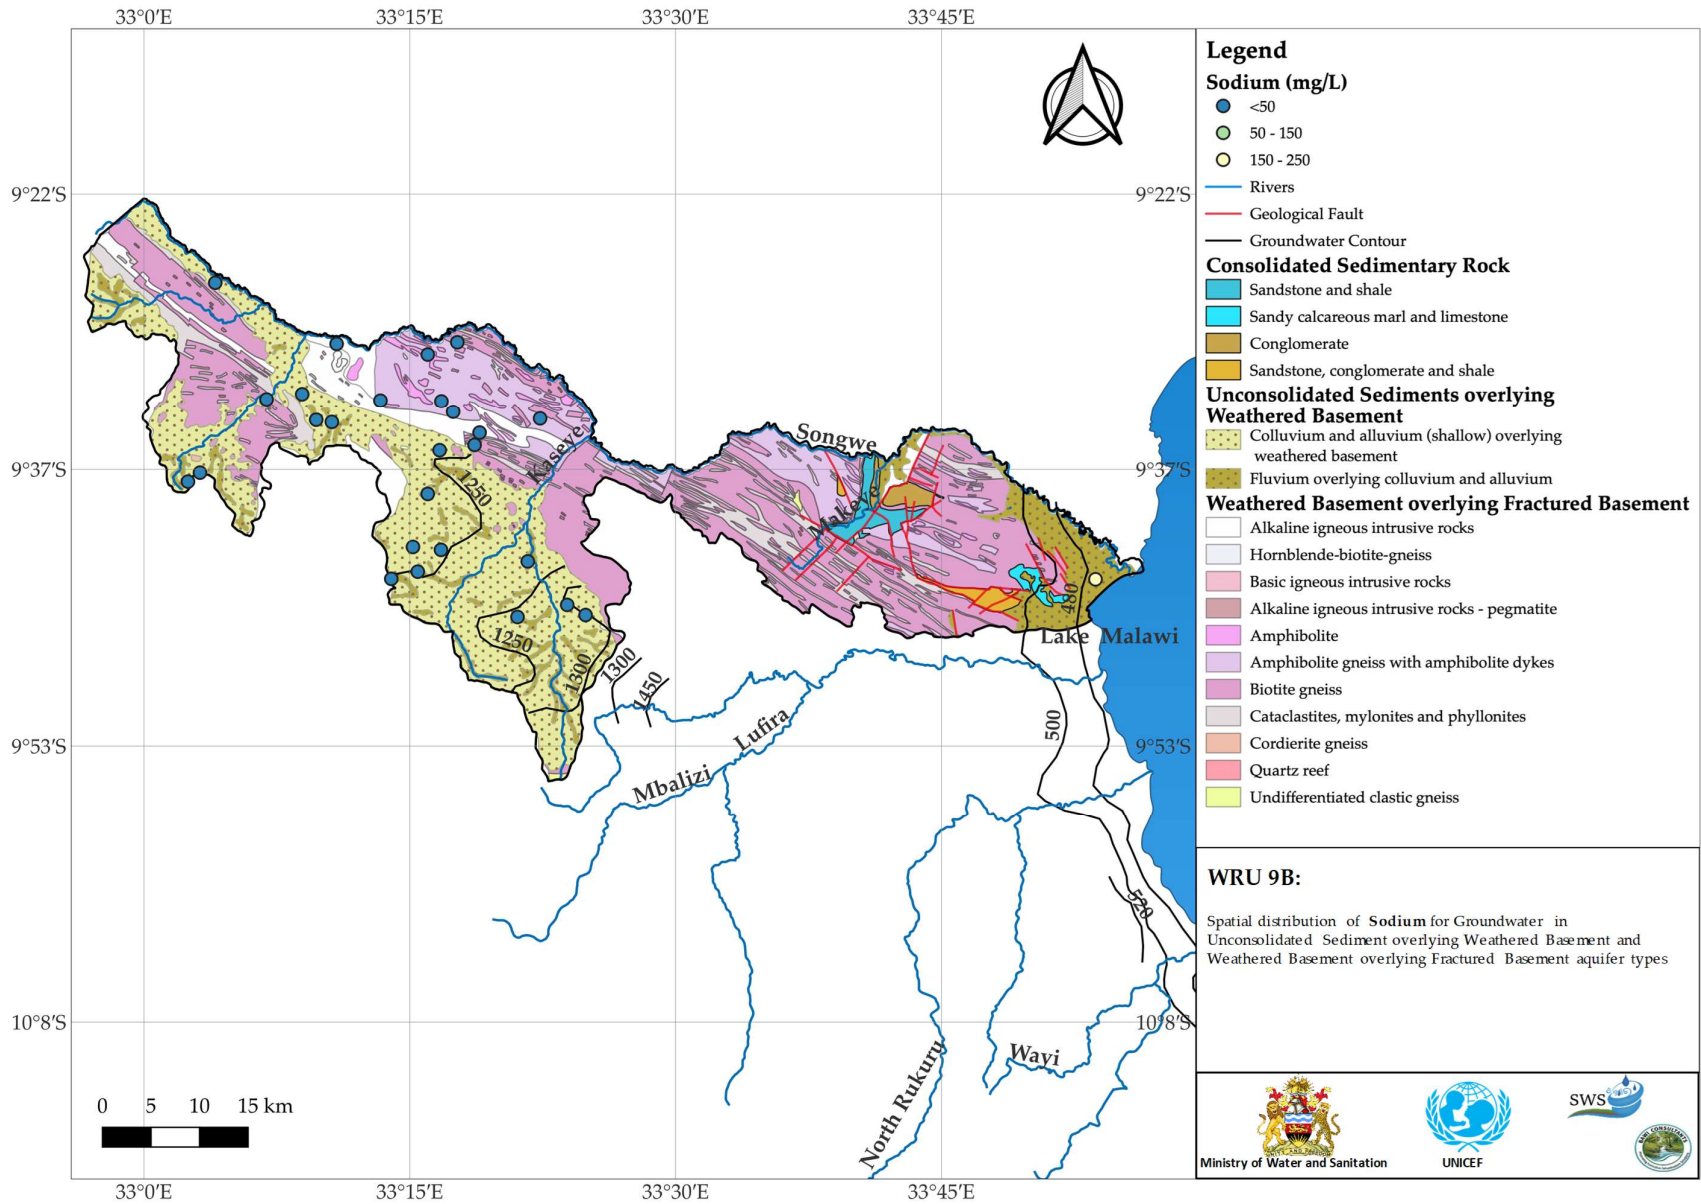 33°0′E 33°15′E 33°30′E 33°45′E
9°22′S 9°22′S
9°37′S 9°37′S
9°53′S 9°53′S
10°8′S 10°8′S
33°0′E 33°15′E 33°30′E 33°45′E
Songwe
Kaseye
Makeye
1250
1250
1300
1300
1450
480
Lake Malawi
500
Lufira
Mbalizi
520
Wayi
North Rukuru
0 5 10 15 km
Legend
Sodium (mg/L)
<50
50 - 150
150 - 250
Rivers
Geological Fault
Groundwater Contour
Consolidated Sedimentary Rock
Sandstone and shale
Sandy calcareous marl and limestone
Conglomerate
Sandstone, conglomerate and shale
Unconsolidated Sediments overlying
Weathered Basement
Colluvium and alluvium (shallow) overlying
weathered basement
Fluvium overlying colluvium and alluvium
Weathered Basement overlying Fractured Basement
Alkaline igneous intrusive rocks
Hornblende-biotite-gneiss
Basic igneous intrusive rocks
Alkaline igneous intrusive rocks - pegmatite
Amphibolite
Amphibolite gneiss with amphibolite dykes
Biotite gneiss
Cataclastites, mylonites and phyllonites
Cordierite gneiss
Quartz reef
Undifferentiated clastic gneiss
WRU 9B:
Spatial distribution of Sodium for Groundwater in
Unconsolidated Sediment overlying Weathered Basement and
Weathered Basement overlying Fractured Basement aquifer types
Ministry of Water and Sanitation
UNICEF
SWS
BAWI CONSULTANTS